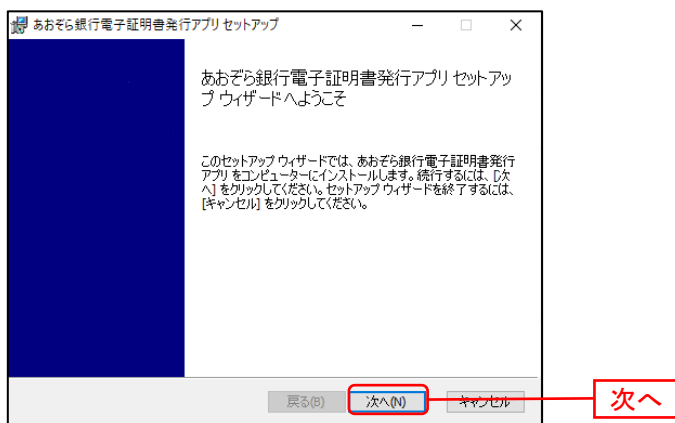 あおぞら銀行電子証明書発行アプリ セットアップ
あおぞら銀行電子証明書発行アプリ セットアッ
プ ウィザードへようこそ
このセットアップ ウィザードでは、あおぞら銀行電子証明書発行
アプリ をコンピューターにインストールします。続行するには、[次
へ] をクリックしてください。セットアップ ウィザードを終了するには、
[キャンセル] をクリックしてください。
戻る(B) 次へ(N) キャンセル
次へ